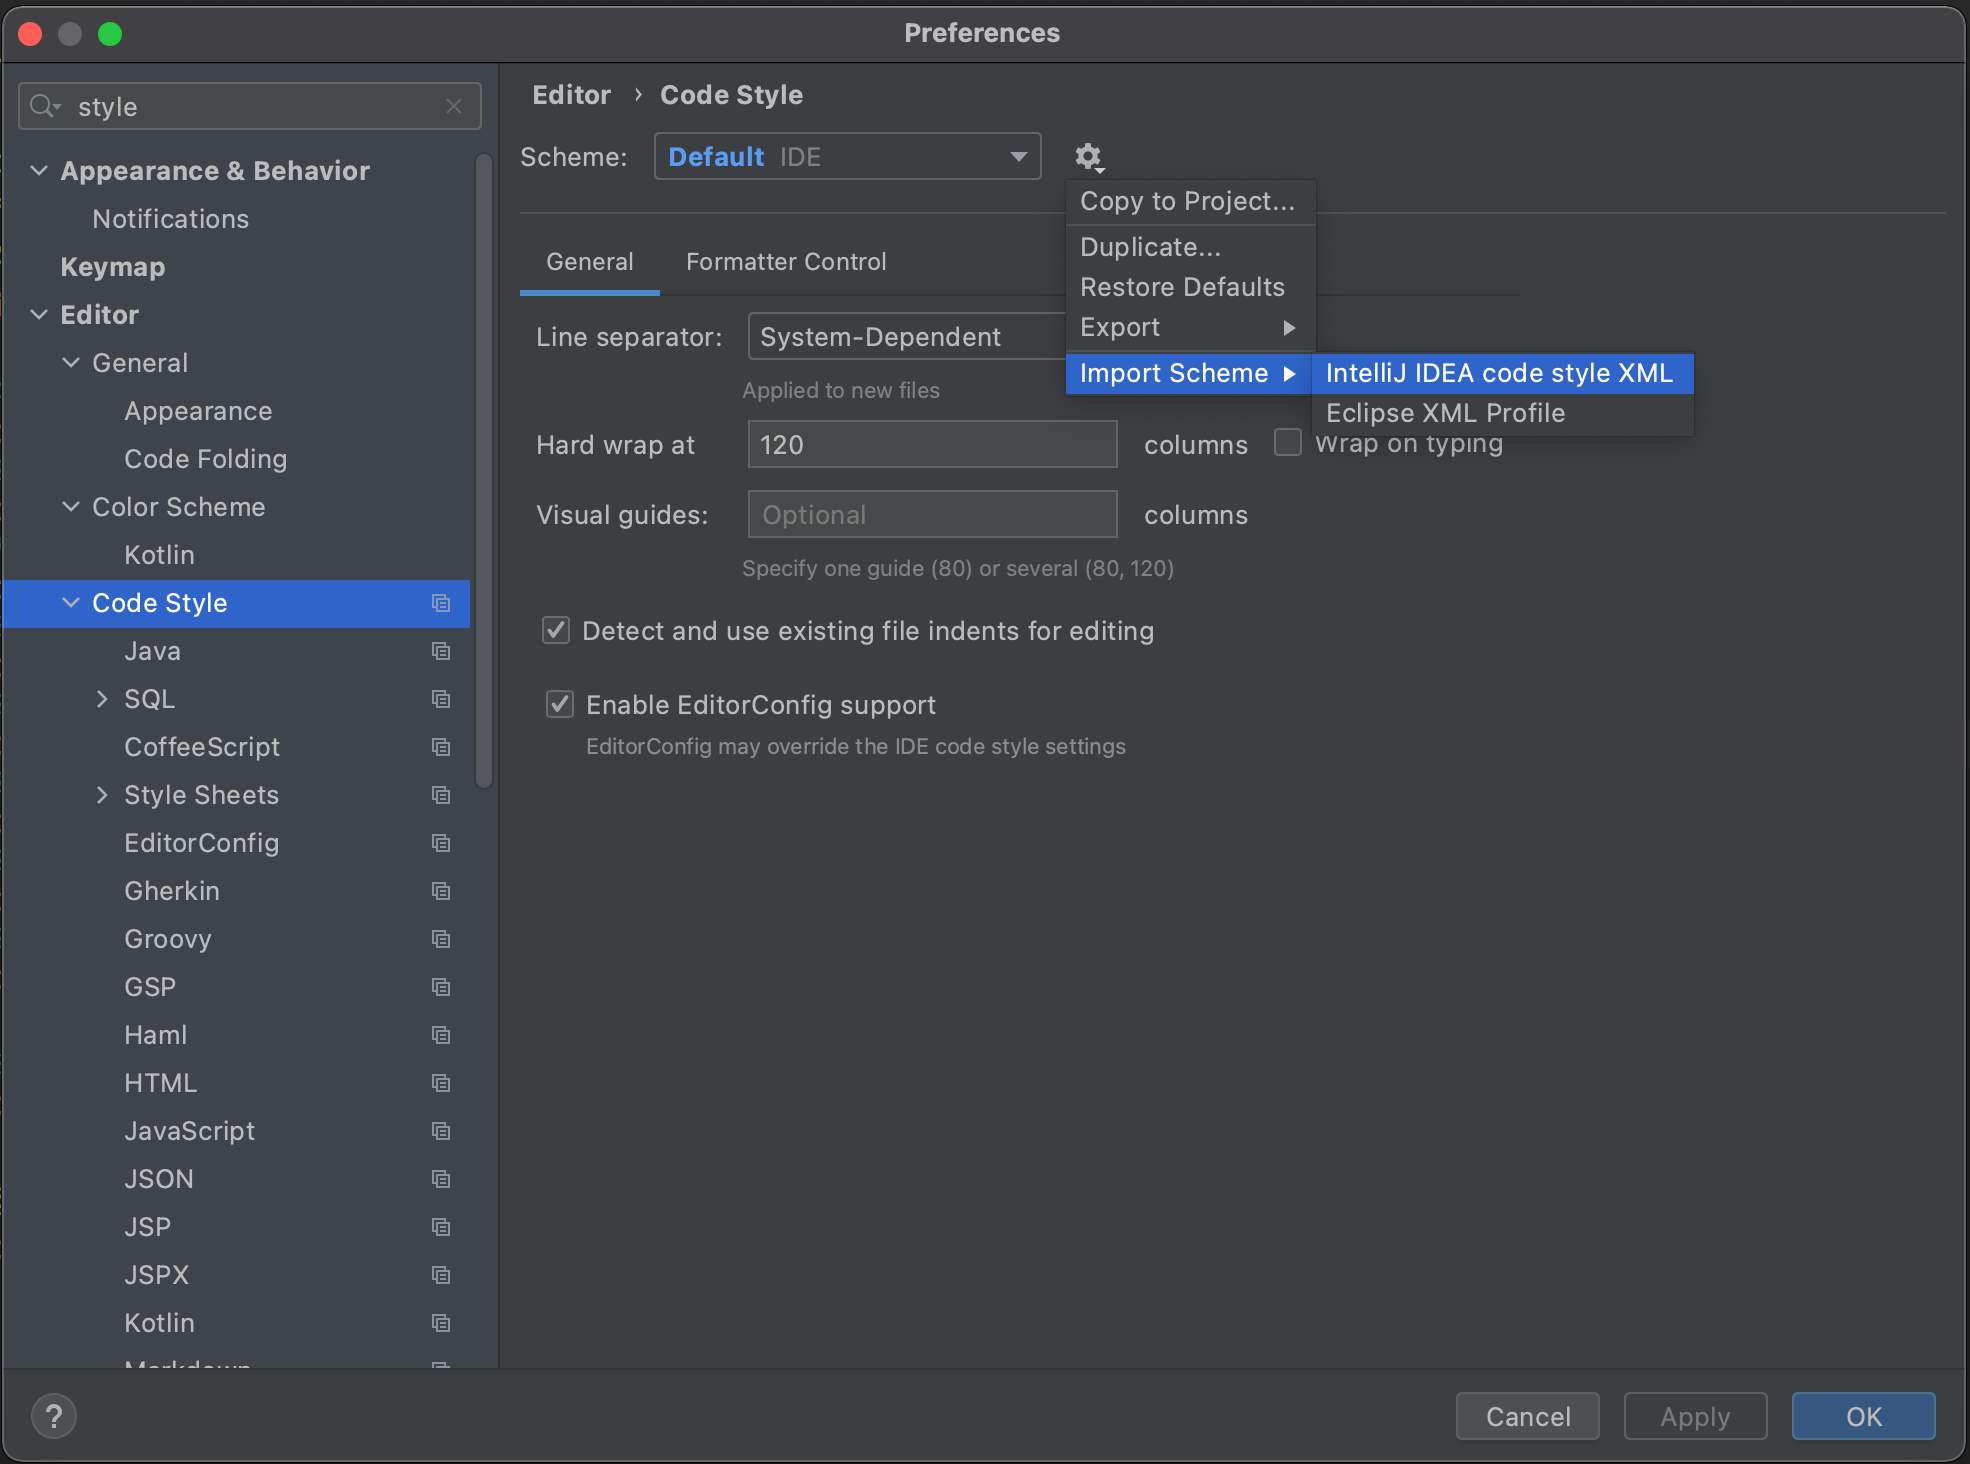 Preferences
style
Appearance & Behavior
Notifications
Keymap
Editor
General
Appearance
Code Folding
Color Scheme
Kotlin
Code Style
Java
SQL
CoffeeScript
Style Sheets
EditorConfig
Gherkin
Groovy
GSP
Haml
HTML
JavaScript
JSON
JSP
JSPX
Kotlin
Markdown
Editor › Code Style
Scheme: Default IDE
Copy to Project...
Duplicate...
Restore Defaults
Export
Import Scheme
IntelliJ IDEA code style XML
Eclipse XML Profile
General Formatter Control
Line separator: System-Dependent
Applied to new files
Hard wrap at 120 columns Wrap on typing
Visual guides: Optional columns
Specify one guide (80) or several (80, 120)
Detect and use existing file indents for editing
Enable EditorConfig support
EditorConfig may override the IDE code style settings
? Cancel Apply OK